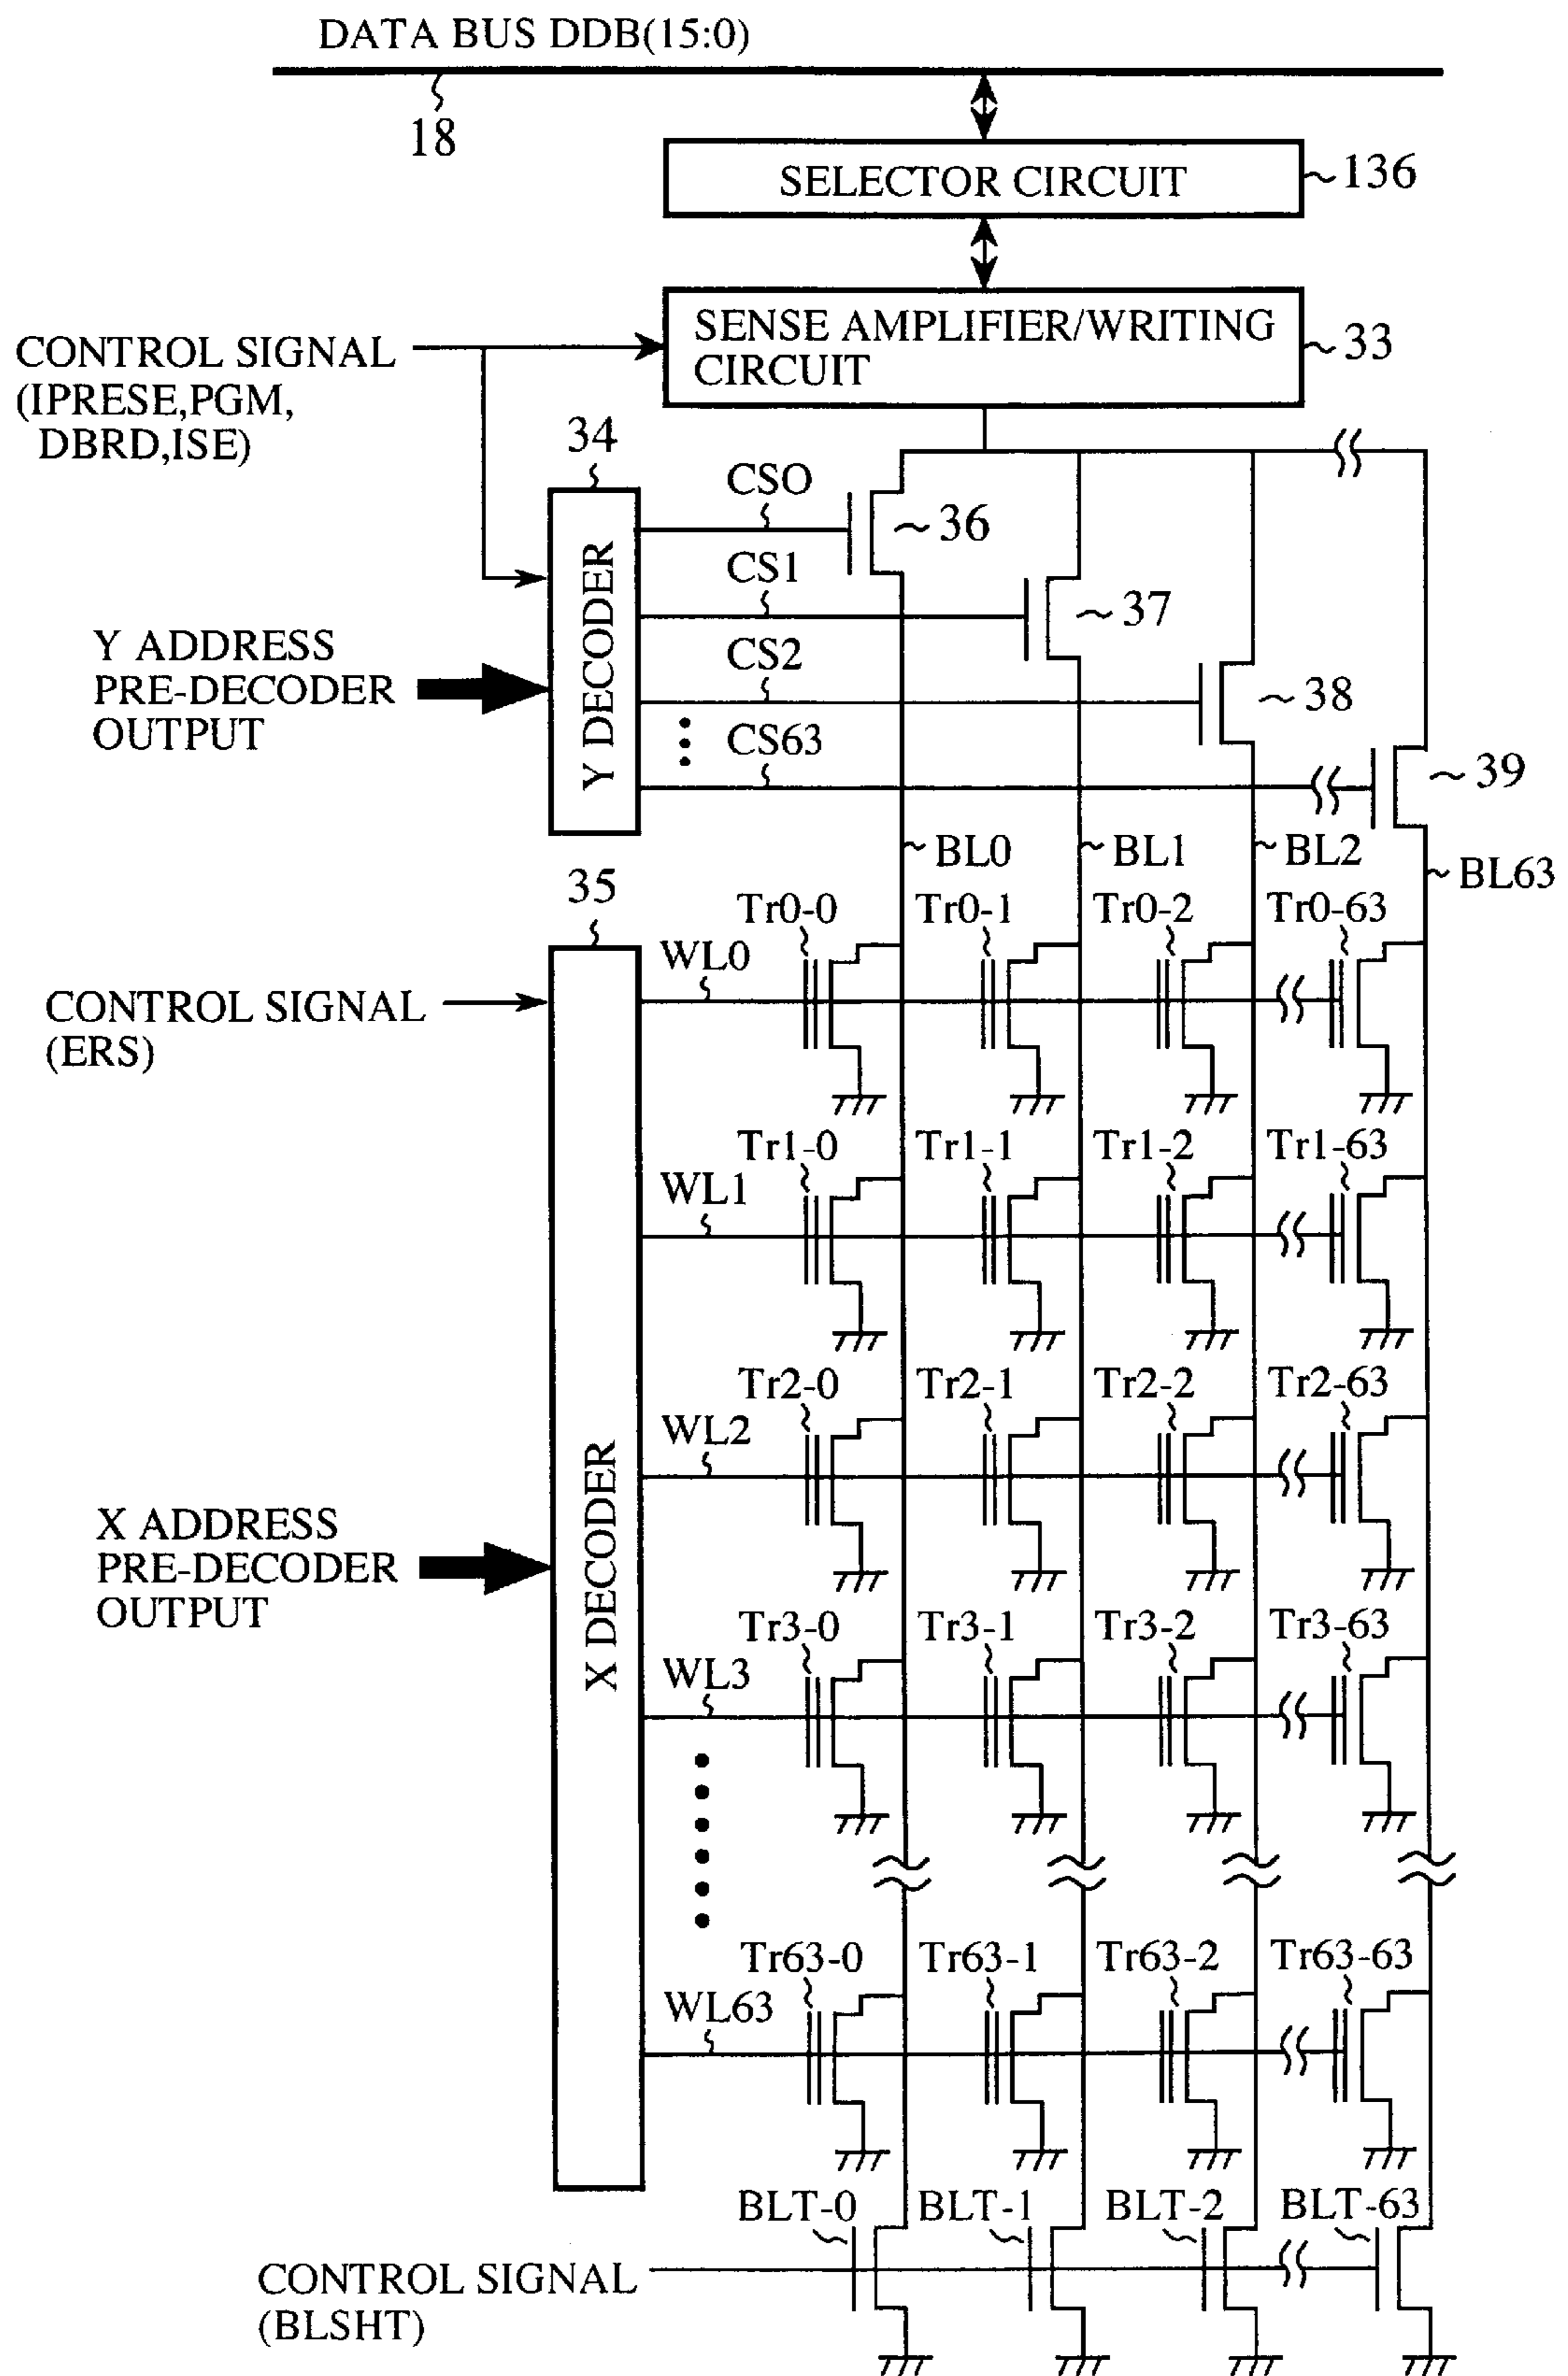 DATA BUS DDB(15:0)
18
SELECTOR CIRCUIT
136
SENSE AMPLIFIER/WRITING
CIRCUIT
33
CONTROL SIGNAL
(IPRESE,PGM,
DBRD,ISE)
34
Y DECODER
CSO
36
CS1
37
CS2
38
CS63
39
Y ADDRESS
PRE-DECODER
OUTPUT
BL0
BL1
BL2
BL63
35
X DECODER
Tr0-0
Tr0-1
Tr0-2
Tr0-63
WL0
CONTROL SIGNAL
(ERS)
Tr1-0
Tr1-1
Tr1-2
Tr1-63
WL1
Tr2-0
Tr2-1
Tr2-2
Tr2-63
WL2
X ADDRESS
PRE-DECODER
OUTPUT
Tr3-0
Tr3-1
Tr3-2
Tr3-63
WL3
Tr63-0
Tr63-1
Tr63-2
Tr63-63
WL63
BLT-0
BLT-1
BLT-2
BLT-63
CONTROL SIGNAL
(BLSHT)